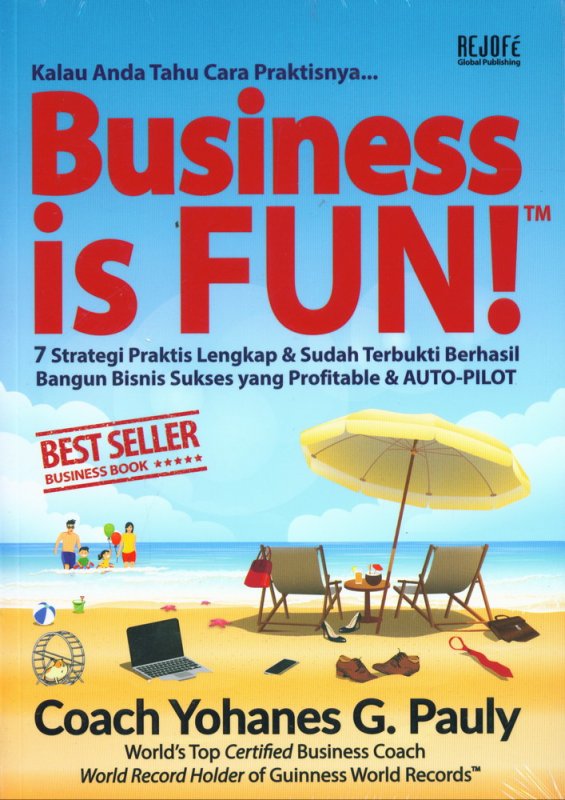 REJOFé
Global Publishing
Kalau Anda Tahu Cara Praktisnya...
Business
is FUN!™
7 Strategi Praktis Lengkap & Sudah Terbukti Berhasil
Bangun Bisnis Sukses yang Profitable & AUTO-PILOT
BEST SELLER
BUSINESS BOOK ★★★★★
Coach Yohanes G. Pauly
World's Top Certified Business Coach
World Record Holder of Guinness World Records™